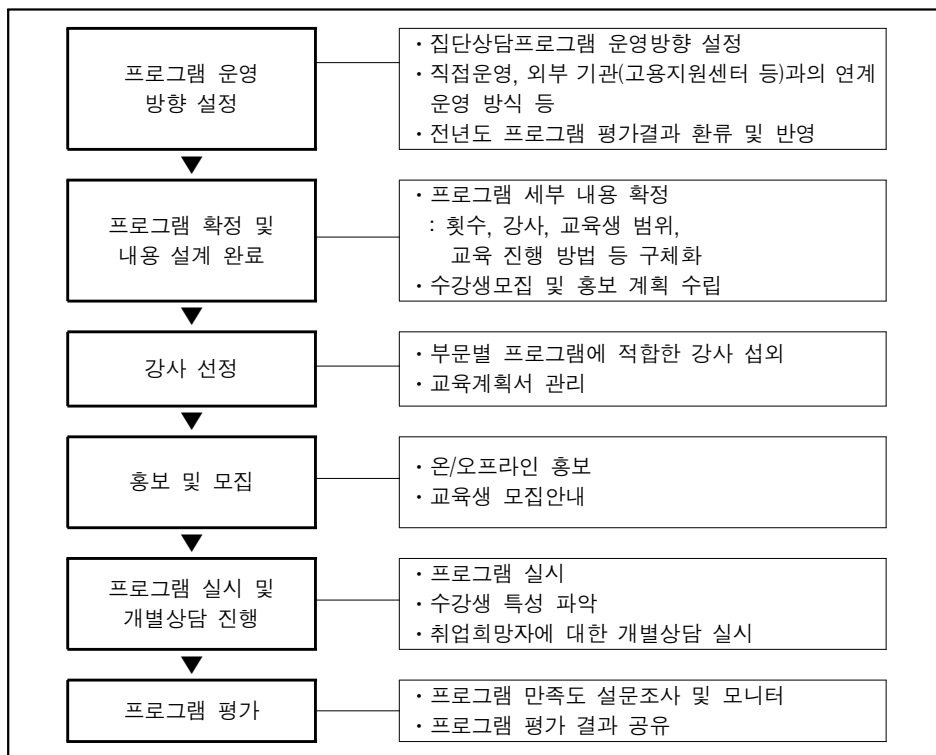 프로그램 운영
방향 설정
· 집단상담프로그램 운영방향 설정
· 직접운영, 외부 기관(고용지원센터 등)과의 연계
운영 방식 등
· 전년도 프로그램 평가결과 환류 및 반영
▼
프로그램 확정 및
내용 설계 완료
· 프로그램 세부 내용 확정
: 횟수, 강사, 교육생 범위,
교육 진행 방법 등 구체화
· 수강생모집 및 홍보 계획 수립
▼
강사 선정
· 부문별 프로그램에 적합한 강사 섭외
· 교육계획서 관리
▼
홍보 및 모집
· 온/오프라인 홍보
· 교육생 모집안내
▼
프로그램 실시 및
개별상담 진행
· 프로그램 실시
· 수강생 특성 파악
· 취업희망자에 대한 개별상담 실시
▼
프로그램 평가
· 프로그램 만족도 설문조사 및 모니터
· 프로그램 평가 결과 공유